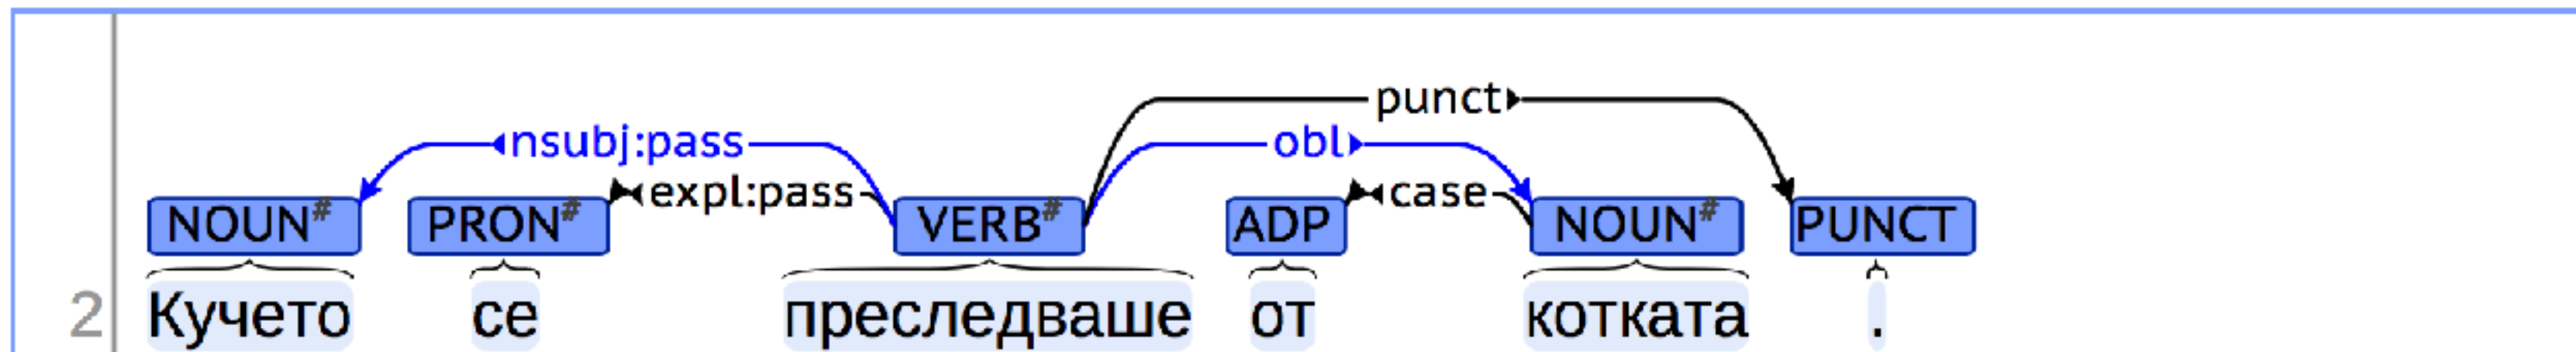 punct
nsubj:pass obl
expl:pass case
NOUN# PRON# VERB# ADP NOUN# PUNCT
2 Кучето се преследваше от котката .